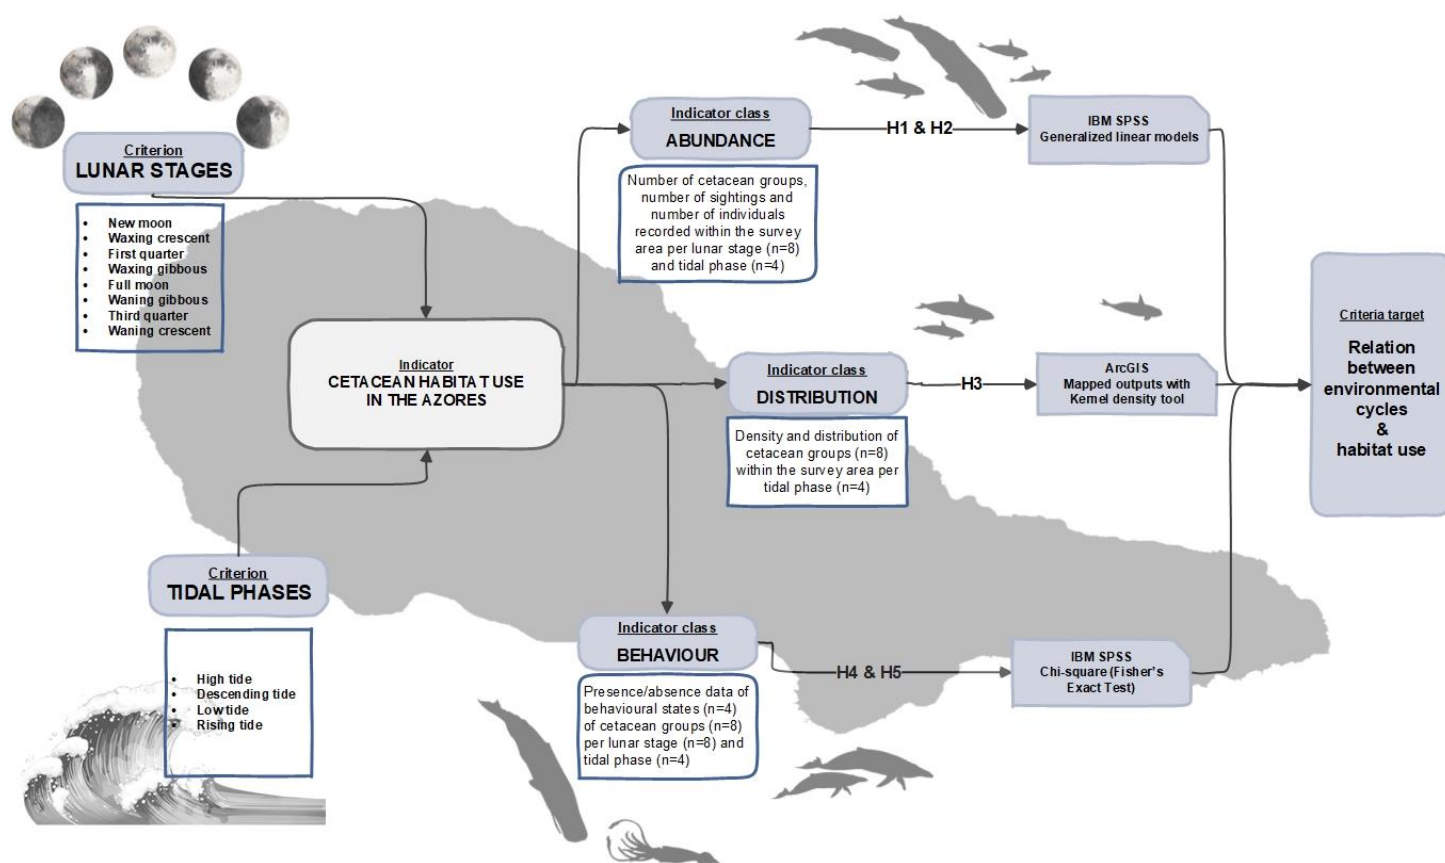 Criterion
LUNAR STAGES
• New moon
• Waxing crescent
• First quarter
• Waxing gibbous
• Full moon
• Waning gibbous
• Third quarter
• Waning crescent
Criterion
TIDAL PHASES
• High tide
• Descending tide
• Low tide
• Rising tide
Indicator
CETACEAN HABITAT USE
IN THE AZORES
Indicator class
ABUNDANCE
Number of cetacean groups,
number of sightings and
number of individuals
recorded within the survey
area per lunar stage (n=8)
and tidal phase (n=4)
H1 & H2
IBM SPSS
Generalized linear models
Indicator class
DISTRIBUTION
Density and distribution of
cetacean groups (n=8)
within the survey area per
tidal phase (n=4)
H3
ArcGIS
Mapped outputs with
Kernel density tool
Indicator class
BEHAVIOUR
Presence/absence data of
behavioural states (n=4)
of cetacean groups (n=8)
per lunar stage (n=8) and
tidal phase (n=4)
H4 & H5
IBM SPSS
Chi-square (Fisher's
Exact Test)
Criteria target
Relation
between
environmental
cycles
&
habitat use